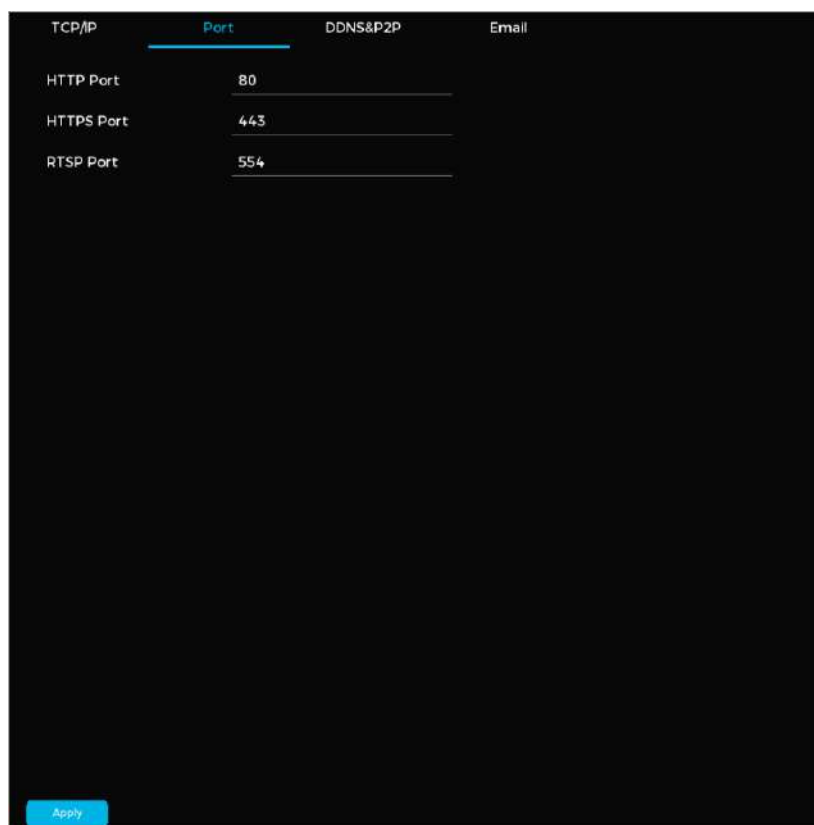 TCP/IP Port DDNS&P2P Email
HTTP Port 80
HTTPS Port 443
RTSP Port 554
Apply